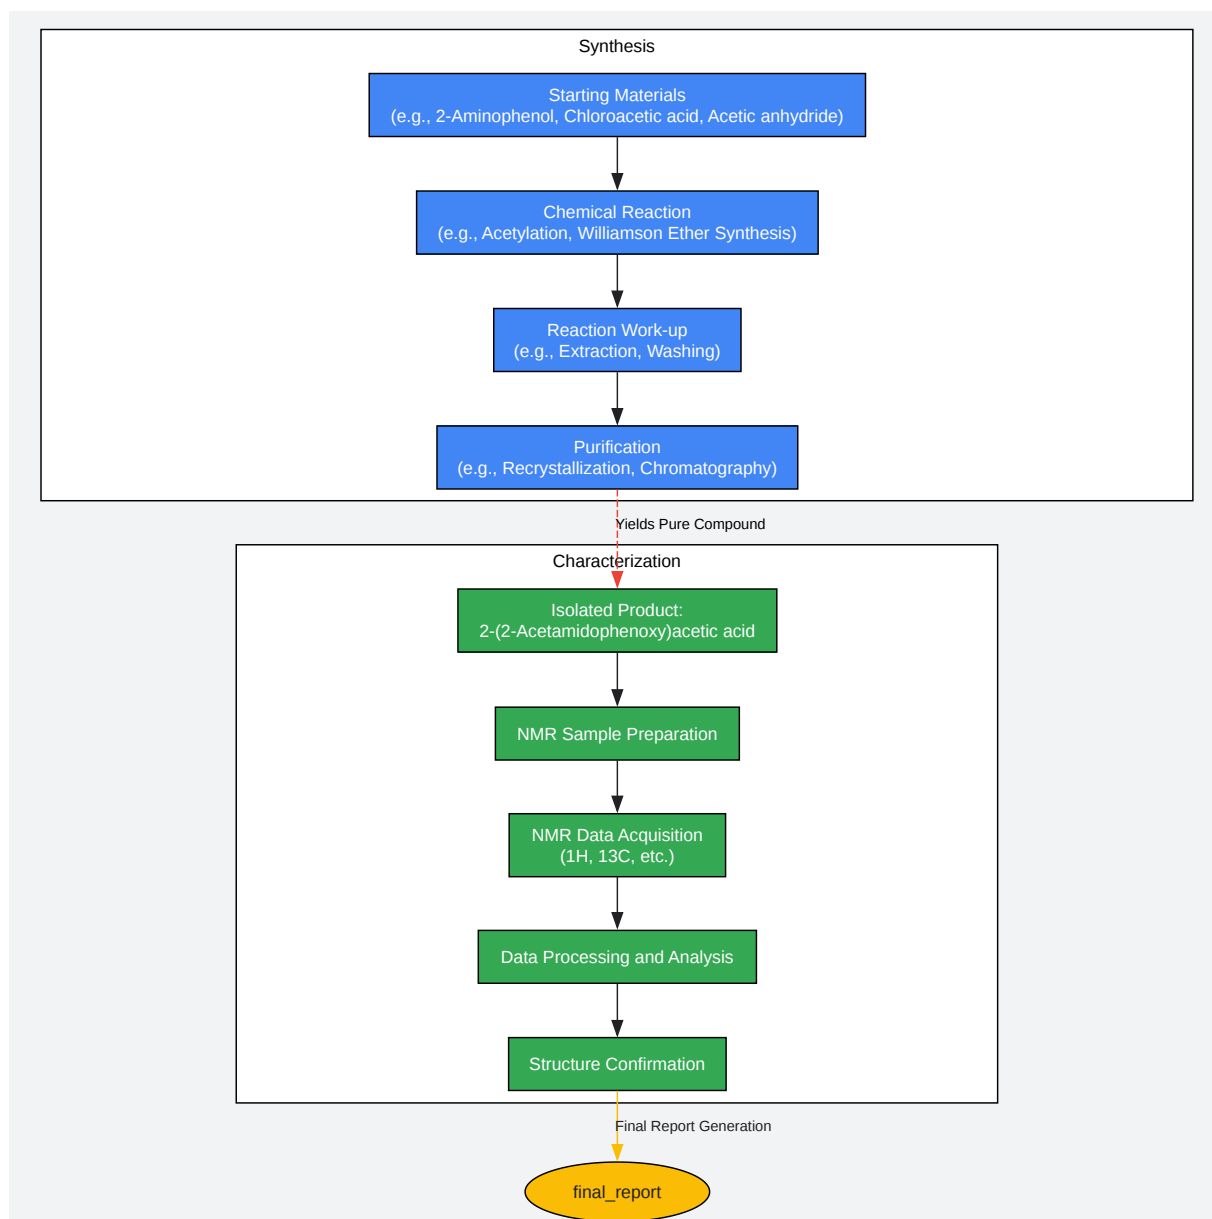 Synthesis
Starting Materials
(e.g., 2-Aminophenol, Chloroacetic acid, Acetic anhydride)
Chemical Reaction
(e.g., Acetylation, Williamson Ether Synthesis)
Reaction Work-up
(e.g., Extraction, Washing)
Purification
(e.g., Recrystallization, Chromatography)
Yields Pure Compound
Characterization
Isolated Product:
2-(2-Acetamidophenoxy)acetic acid
NMR Sample Preparation
NMR Data Acquisition
(1H, 13C, etc.)
Data Processing and Analysis
Structure Confirmation
Final Report Generation
final_report